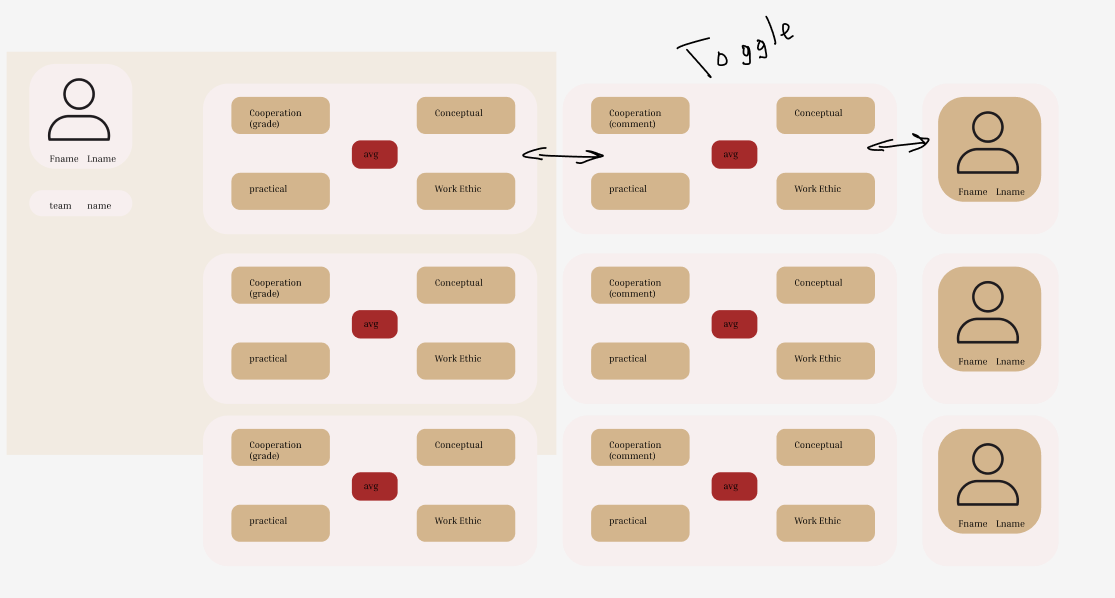 Toggle
Fname Lname
team name
Cooperation
(grade)
Conceptual
avg
practical
Work Ethic
Cooperation
(comment)
Conceptual
avg
practical
Work Ethic
Fname Lname
Cooperation
(grade)
Conceptual
avg
practical
Work Ethic
Cooperation
(comment)
Conceptual
avg
practical
Work Ethic
Fname Lname
Cooperation
(grade)
Conceptual
avg
practical
Work Ethic
Cooperation
(comment)
Conceptual
avg
practical
Work Ethic
Fname Lname